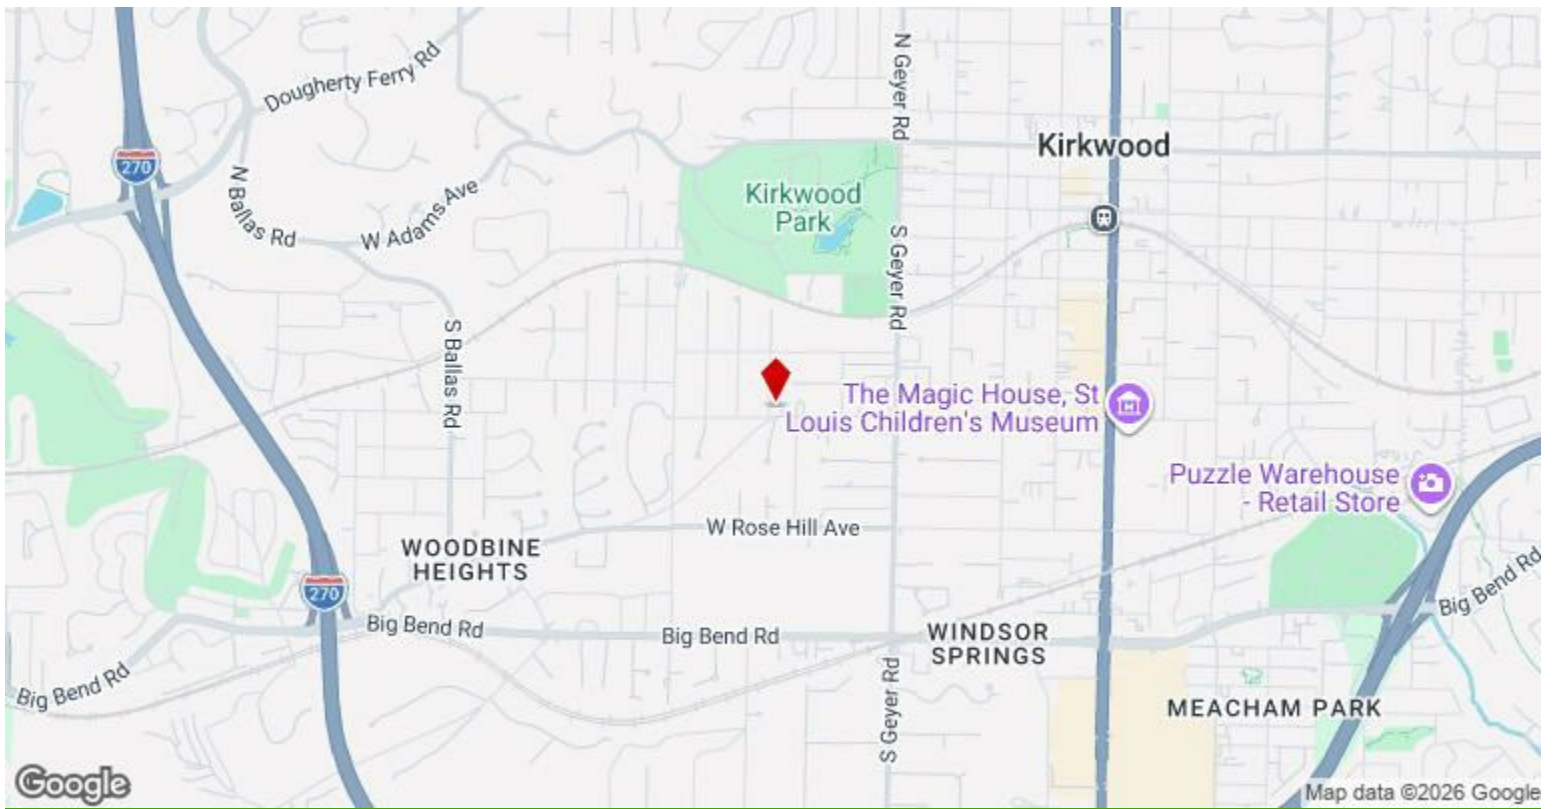 N Geyer Rd
Dougherty Ferry Rd
Kirkwood
270
N Ballas Rd
W Adams Ave
Kirkwood
Park
S Geyer Rd
S Ballas Rd
The Magic House, St
Louis Children's Museum
Puzzle Warehouse
- Retail Store
W Rose Hill Ave
WOODBINE
HEIGHTS
270
Big Bend Rd
Big Bend Rd
Big Bend Rd
WINDSOR
SPRINGS
Big Bend Rd
S Geyer Rd
MEACHAM PARK
Google
Map data ©2026 Google